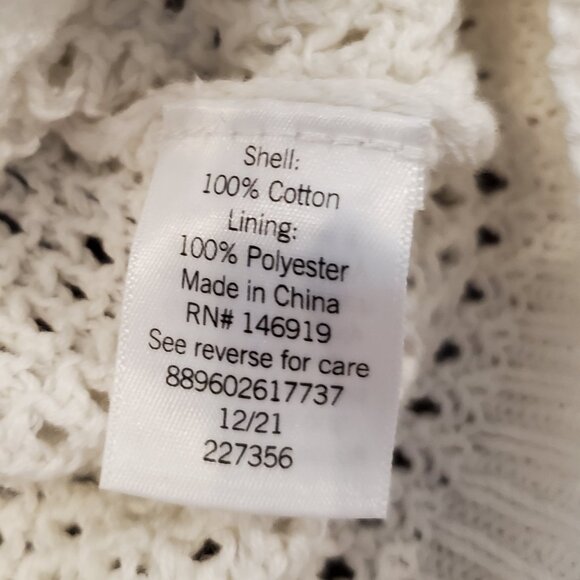 Shell:
100% Cotton
Lining:
100% Polyester
Made in China
RN# 146919
See reverse for care
889602617737
12/21
227356